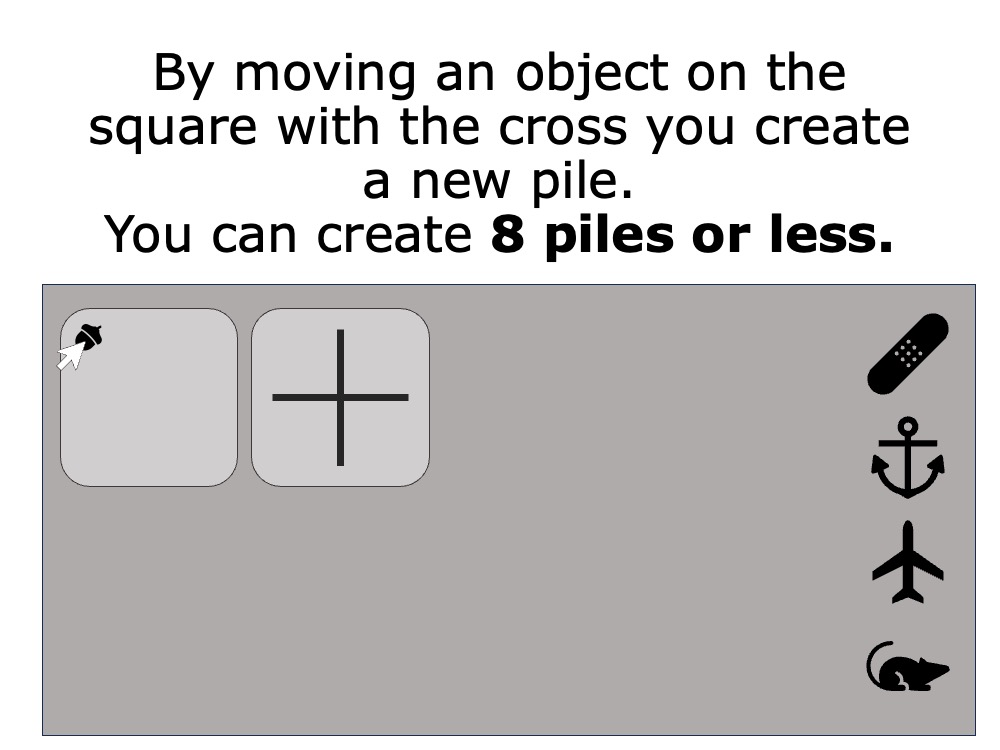 By moving an object on the
square with the cross you create
a new pile.
You can create 8 piles or less.